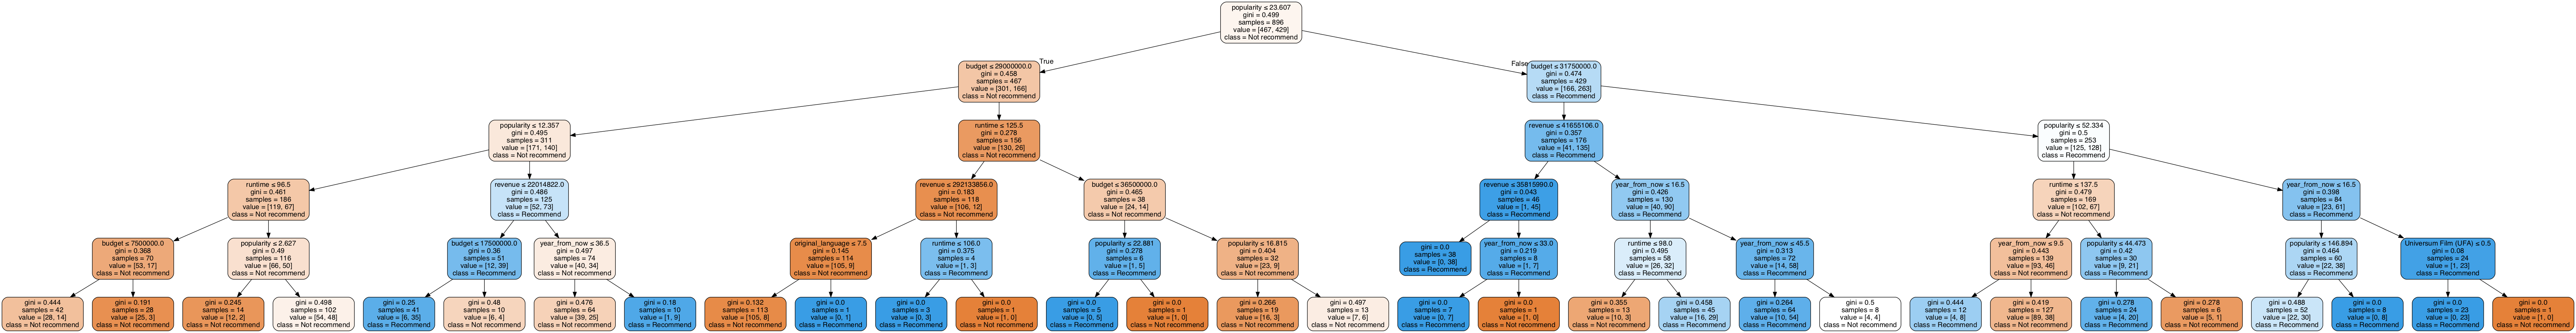 popularity ≤ 23.607
gini = 0.499
samples = 896
value = [467, 429]
class = Not recommend
True
False
budget ≤ 29000000.0
gini = 0.458
samples = 467
value = [301, 166]
class = Not recommend
budget ≤ 31750000.0
gini = 0.474
samples = 429
value = [166, 263]
class = Recommend
popularity ≤ 12.357
gini = 0.495
samples = 311
value = [171, 140]
class = Not recommend
runtime ≤ 125.5
gini = 0.278
samples = 156
value = [130, 26]
class = Not recommend
revenue ≤ 41655106.0
gini = 0.357
samples = 176
value = [41, 135]
class = Recommend
popularity ≤ 52.334
gini = 0.5
samples = 253
value = [125, 128]
class = Recommend
runtime ≤ 96.5
gini = 0.461
samples = 186
value = [119, 67]
class = Not recommend
revenue ≤ 22014822.0
gini = 0.486
samples = 125
value = [52, 73]
class = Recommend
revenue ≤ 292133856.0
gini = 0.183
samples = 118
value = [106, 12]
class = Not recommend
budget ≤ 36500000.0
gini = 0.465
samples = 38
value = [24, 14]
class = Not recommend
revenue ≤ 35815990.0
gini = 0.043
samples = 46
value = [1, 45]
class = Recommend
year_from_now ≤ 16.5
gini = 0.426
samples = 130
value = [40, 90]
class = Recommend
runtime ≤ 137.5
gini = 0.479
samples = 169
value = [102, 67]
class = Not recommend
year_from_now ≤ 16.5
gini = 0.398
samples = 84
value = [23, 61]
class = Recommend
budget ≤ 7500000.0
gini = 0.368
samples = 70
value = [53, 17]
class = Not recommend
popularity ≤ 2.627
gini = 0.49
samples = 116
value = [66, 50]
class = Not recommend
budget ≤ 17500000.0
gini = 0.36
samples = 51
value = [12, 39]
class = Recommend
year_from_now ≤ 36.5
gini = 0.497
samples = 74
value = [40, 34]
class = Not recommend
original_language ≤ 7.5
gini = 0.145
samples = 114
value = [105, 9]
class = Not recommend
runtime ≤ 106.0
gini = 0.375
samples = 4
value = [1, 3]
class = Recommend
popularity ≤ 22.881
gini = 0.278
samples = 6
value = [1, 5]
class = Recommend
popularity ≤ 16.815
gini = 0.404
samples = 32
value = [23, 9]
class = Not recommend
gini = 0.0
samples = 38
value = [0, 38]
class = Recommend
year_from_now ≤ 33.0
gini = 0.219
samples = 8
value = [1, 7]
class = Recommend
runtime ≤ 98.0
gini = 0.495
samples = 58
value = [26, 32]
class = Recommend
year_from_now ≤ 45.5
gini = 0.313
samples = 72
value = [14, 58]
class = Recommend
year_from_now ≤ 9.5
gini = 0.443
samples = 139
value = [93, 46]
class = Not recommend
popularity ≤ 44.473
gini = 0.42
samples = 30
value = [9, 21]
class = Recommend
popularity ≤ 146.894
gini = 0.464
samples = 60
value = [22, 38]
class = Recommend
Universum Film (UFA) ≤ 0.5
gini = 0.08
samples = 24
value = [1, 23]
class = Recommend
gini = 0.444
samples = 42
value = [28, 14]
class = Not recommend
gini = 0.191
samples = 28
value = [25, 3]
class = Not recommend
gini = 0.245
samples = 14
value = [12, 2]
class = Not recommend
gini = 0.498
samples = 102
value = [54, 48]
class = Not recommend
gini = 0.25
samples = 41
value = [6, 35]
class = Recommend
gini = 0.48
samples = 10
value = [6, 4]
class = Not recommend
gini = 0.476
samples = 64
value = [39, 25]
class = Not recommend
gini = 0.18
samples = 10
value = [1, 9]
class = Recommend
gini = 0.132
samples = 113
value = [105, 8]
class = Not recommend
gini = 0.0
samples = 1
value = [0, 1]
class = Recommend
gini = 0.0
samples = 3
value = [0, 3]
class = Recommend
gini = 0.0
samples = 1
value = [1, 0]
class = Not recommend
gini = 0.0
samples = 5
value = [0, 5]
class = Recommend
gini = 0.0
samples = 1
value = [1, 0]
class = Not recommend
gini = 0.266
samples = 19
value = [16, 3]
class = Not recommend
gini = 0.497
samples = 13
value = [7, 6]
class = Not recommend
gini = 0.0
samples = 7
value = [0, 7]
class = Recommend
gini = 0.0
samples = 1
value = [1, 0]
class = Not recommend
gini = 0.355
samples = 13
value = [10, 3]
class = Not recommend
gini = 0.458
samples = 45
value = [16, 29]
class = Recommend
gini = 0.264
samples = 64
value = [10, 54]
class = Recommend
gini = 0.5
samples = 8
value = [4, 4]
class = Not recommend
gini = 0.444
samples = 12
value = [4, 8]
class = Recommend
gini = 0.419
samples = 127
value = [89, 38]
class = Not recommend
gini = 0.278
samples = 24
value = [4, 20]
class = Recommend
gini = 0.278
samples = 6
value = [5, 1]
class = Not recommend
gini = 0.488
samples = 52
value = [22, 30]
class = Recommend
gini = 0.0
samples = 8
value = [0, 8]
class = Recommend
gini = 0.0
samples = 23
value = [0, 23]
class = Recommend
gini = 0.0
samples = 1
value = [1, 0]
class = Not recommend